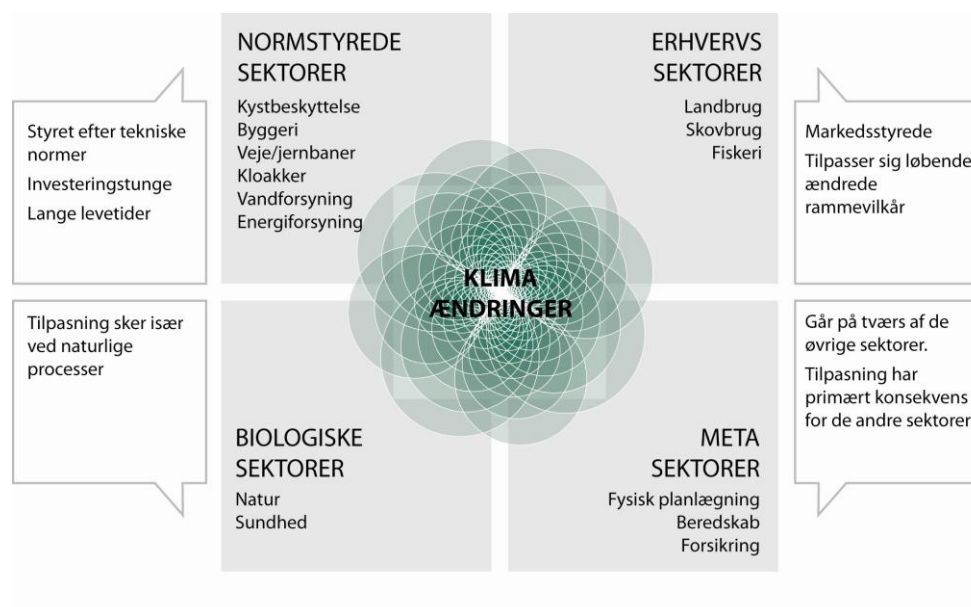 NORMSTYREDE
SEKTORER
Kystbeskyttelse
Byggeri
Veje/jernbaner
Kloakker
Vandforsyning
Energiforsyning
ERHVERVS
SEKTORER
Landbrug
Skovbrug
Fiskeri
Styret efter tekniske
normer
Investeringstunge
Lange levetider
Markedsstyrede
Tilpasser sig løbende
ændrede
rammevilkår
KLIMA
ÆNDRINGER
Tilpasning sker især
ved naturlige
processer
Går på tværs af de
øvrige sektorer.
Tilpasning har
primært konsekvens
for de andre sektorer
BIOLOGISKE
SEKTORER
Natur
Sundhed
META
SEKTORER
Fysisk planlægning
Beredskab
Forsikring